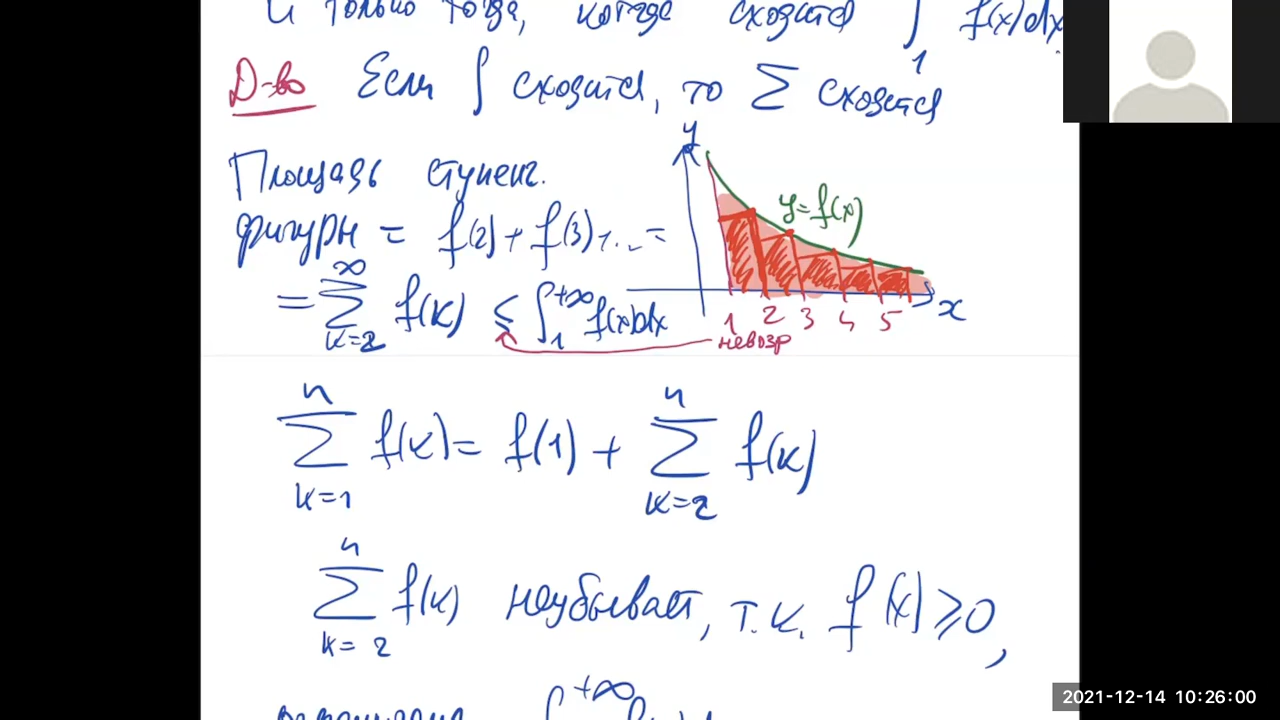 и только тогда, когда сходится ∫₁ f(x)dx
Д-во Если ∫ сходится, то Σ сходится
Площадь ступенч.
фигуры = f(2) + f(3) + ... =
= Σ_{k=2}^{∞} f(k) ≤ ∫_1^{+∞} f(x)dx
невозр
y
y=f(x)
1 2 3 4 5 x
Σ_{k=1}^{n} f(k) = f(1) + Σ_{k=2}^{n} f(k)
Σ_{k=2}^{n} f(k) неубывает, т.к. f(x) ≥ 0,
∫^{+∞}
2021-12-14 10:26:00